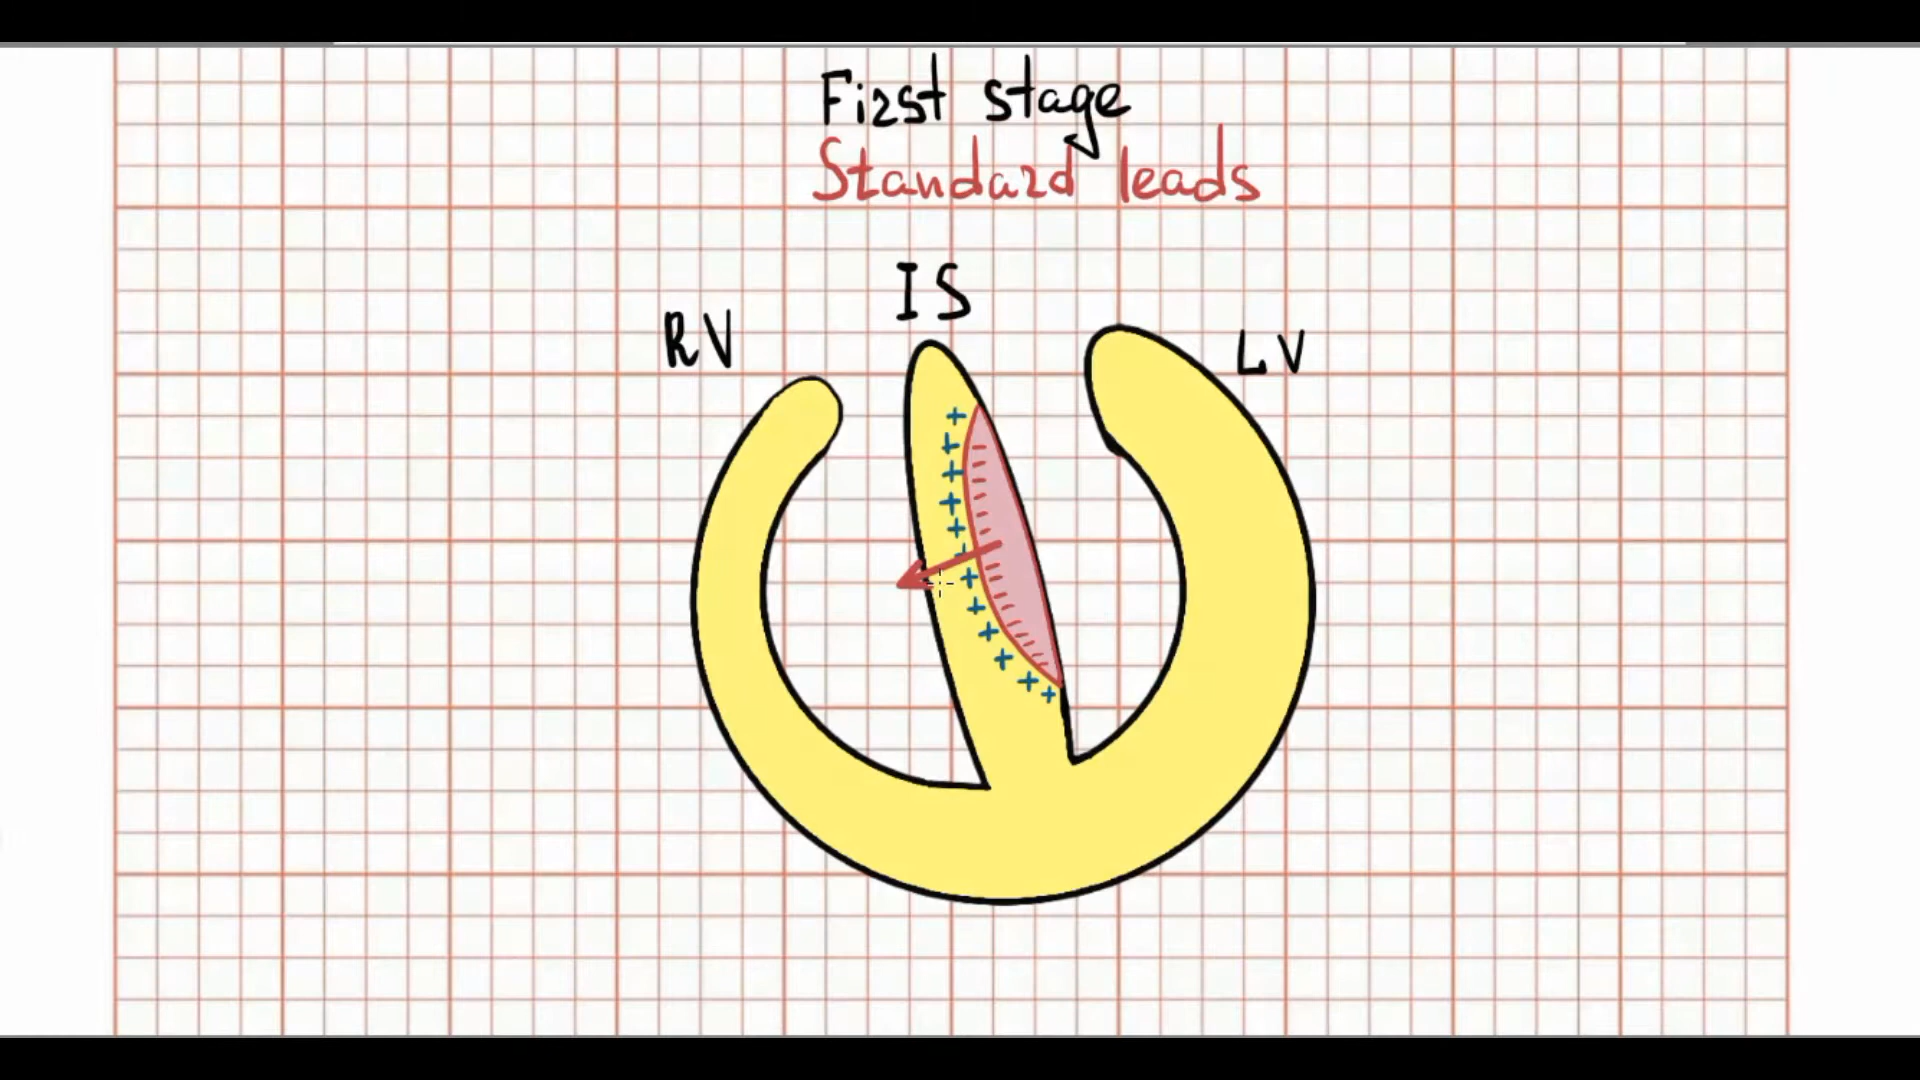 First stage
Standard leads
IS
RV
LV
+
+
+
+
+
+
+
+
+
+
+
+